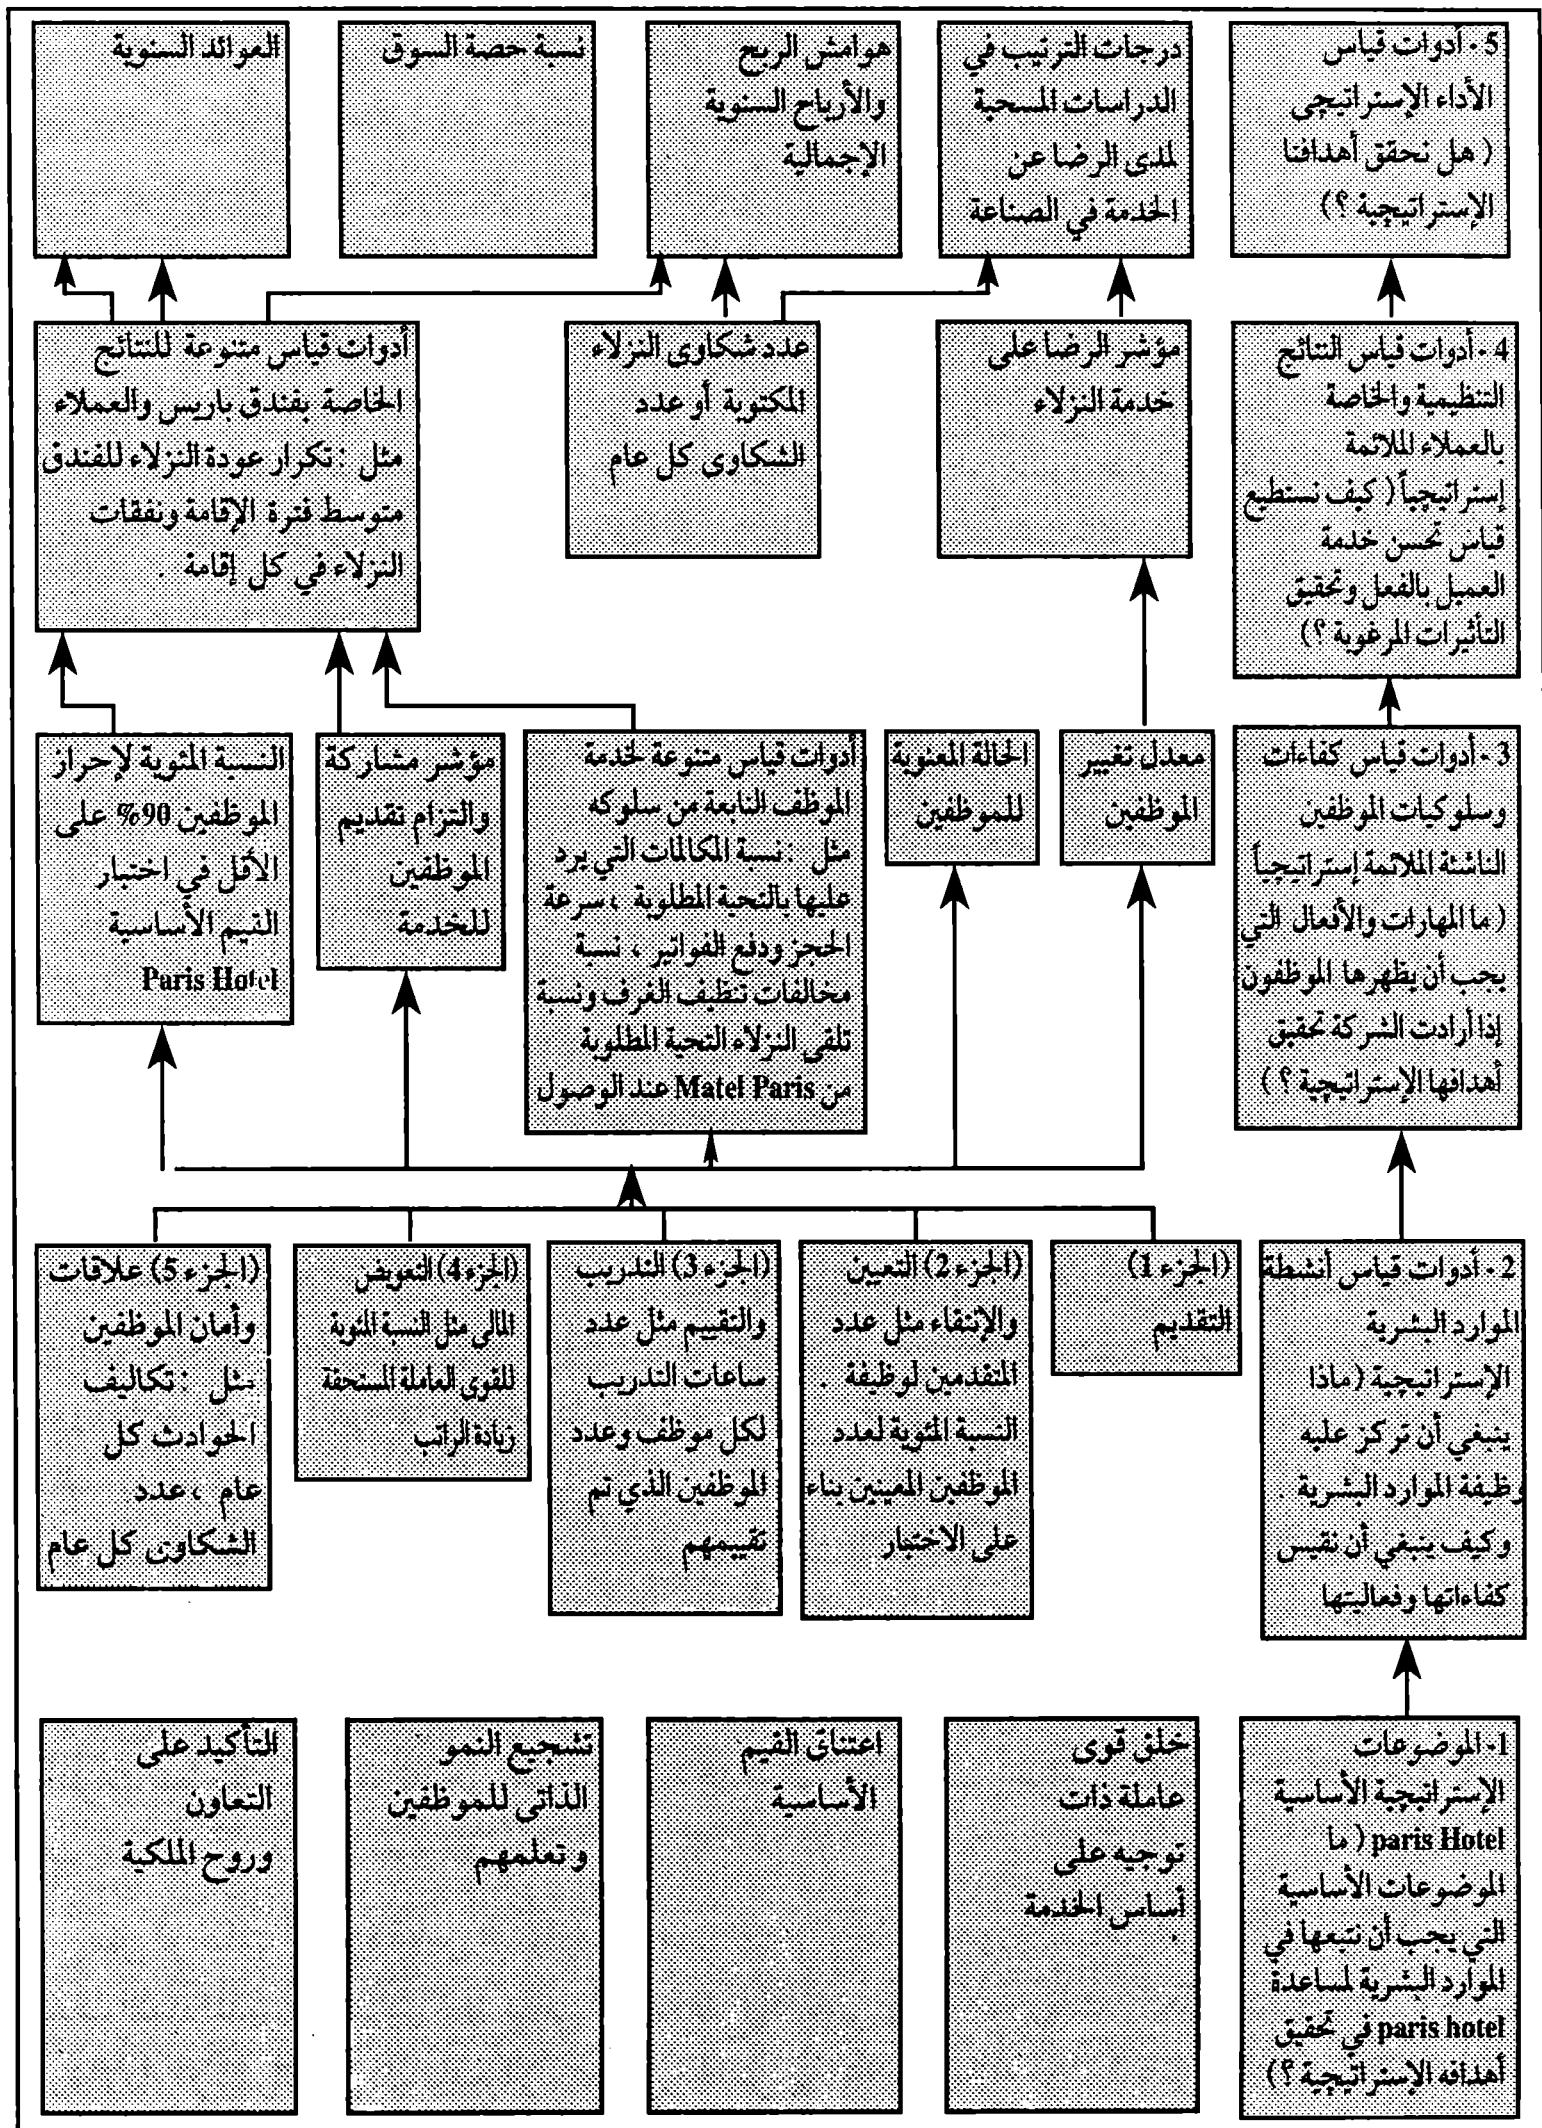 5 - أدوات قياس
الأداء الإستراتيجى
( هل نحقق أهدافنا
الإستراتيجية ؟ )
درجات الترتيب في
الدراسات المسحية
لمدى الرضا عن
الخدمة في الصناعة
هوامش الربح
والأرباح السنوية
الإجمالية
نسبة حصة السوق
العوائد السنوية
4 - أدوات قياس النتائج
التنظيمية والخاصة
بالعملاء الملائمة
إستراتيجياً ( كيف نستطيع
قياس تحسن خدمة
العميل بالفعل وتحقيق
التأثيرات المرغوبة ؟ )
مؤشر الرضا على
خدمة النزلاء
عدد شكاوى النزلاء
المكتوبة أو عدد
الشكاوى كل عام
أدوات قياس متنوعة للنتائج
الخاصة بفندق باريس والعملاء
مثل : تكرار عودة النزلاء للفندق
متوسط فترة الإقامة ونفقات
النزلاء في كل إقامة .
3 - أدوات قياس كفاءات
وسلوكيات الموظفين
الناشئة الملائمة إستراتيجياً
( ما المهارات والأفعال التي
يجب أن يظهرها الموظفون
إذا أرادت الشركة تحقيق
أهدافها الإستراتيجية ؟ )
معدل تغيير
الموظفين
الحالة المعنوية
للموظفين
أدوات قياس متنوعة لخدمة
الموظف النابعة من سلوكه
مثل : نسبة المكالمات التي يرد
عليها بالتحية المطلوبة ، سرعة
الحجز ودفع الفواتير ، نسبة
مخالفات تنظيف الغرف ونسبة
تلقى النزلاء التحية المطلوبة
من Matel Paris عند الوصول
مؤشر مشاركة
والتزام تقديم
الموظفين
للخدمة
النسبة المئوية لإحراز
الموظفين 90% على
الأقل في اختبار
القيم الأساسية
Paris Hotel
2 - أدوات قياس أنشطة
الموارد البشرية
الإستراتيجية ( ماذا
ينبغي أن تركز عليه
وظيفة الموارد البشرية .
وكيف ينبغي أن نقيس
كفاءاتها وفعاليتها
(الجزء 1)
التقديم
(الجزء 2) التعيين
والإنتقاء مثل عدد
المتقدمين لوظيفة .
النسبة المئوية لعدد
الموظفين المعينين بناء
على الاختبار
(الجزء 3) التدريب
والتقييم مثل عدد
ساعات التدريب
لكل موظف وعدد
الموظفين الذي تم
تقييمهم
(الجزء 4) التعويض
المالى مثل النسبة المئوية
للقوى العاملة المستحقة
زيادة الراتب
(الجزء 5) علاقات
وأمان الموظفين
مثل : تكاليف
الحوادث كل
عام ، عدد
الشكاوى كل عام
1- الموضوعات
الإستراتيجية الأساسية
paris Hotel ( ما
الموضوعات الأساسية
التي يجب أن نتبعها في
الموارد البشرية لمساعدة
paris hotel في تحقيق
أهدافه الإستراتيجية ؟ )
خلق قوى
عاملة ذات
توجيه على
أساس الخدمة
اعتناق القيم
الأساسية
تشجيع النمو
الذاتى للموظفين
و تعلمهم
التأكيد على
التعاون
وروح الملكية